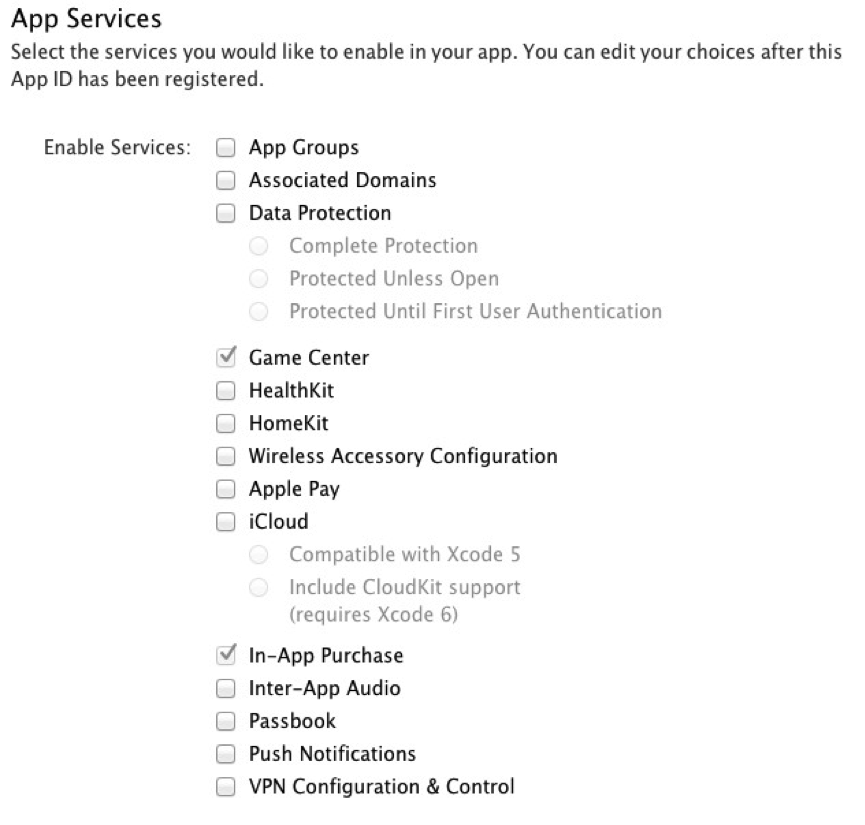 App Services
Select the services you would like to enable in your app. You can edit your choices after this
App ID has been registered.
Enable Services:
App Groups
Associated Domains
Data Protection
Complete Protection
Protected Unless Open
Protected Until First User Authentication
Game Center
HealthKit
HomeKit
Wireless Accessory Configuration
Apple Pay
iCloud
Compatible with Xcode 5
Include CloudKit support
(requires Xcode 6)
In-App Purchase
Inter-App Audio
Passbook
Push Notifications
VPN Configuration & Control